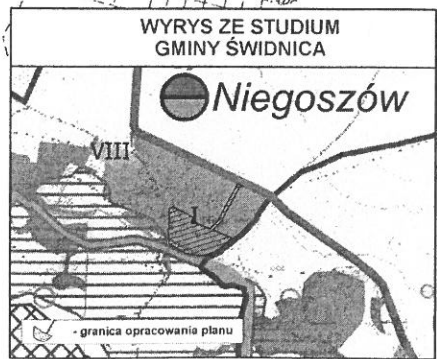 WYRYS ZE STUDIUM
GMINY ŚWIDNICA
Niegoszów
VIII
I
- granica opracowania planu